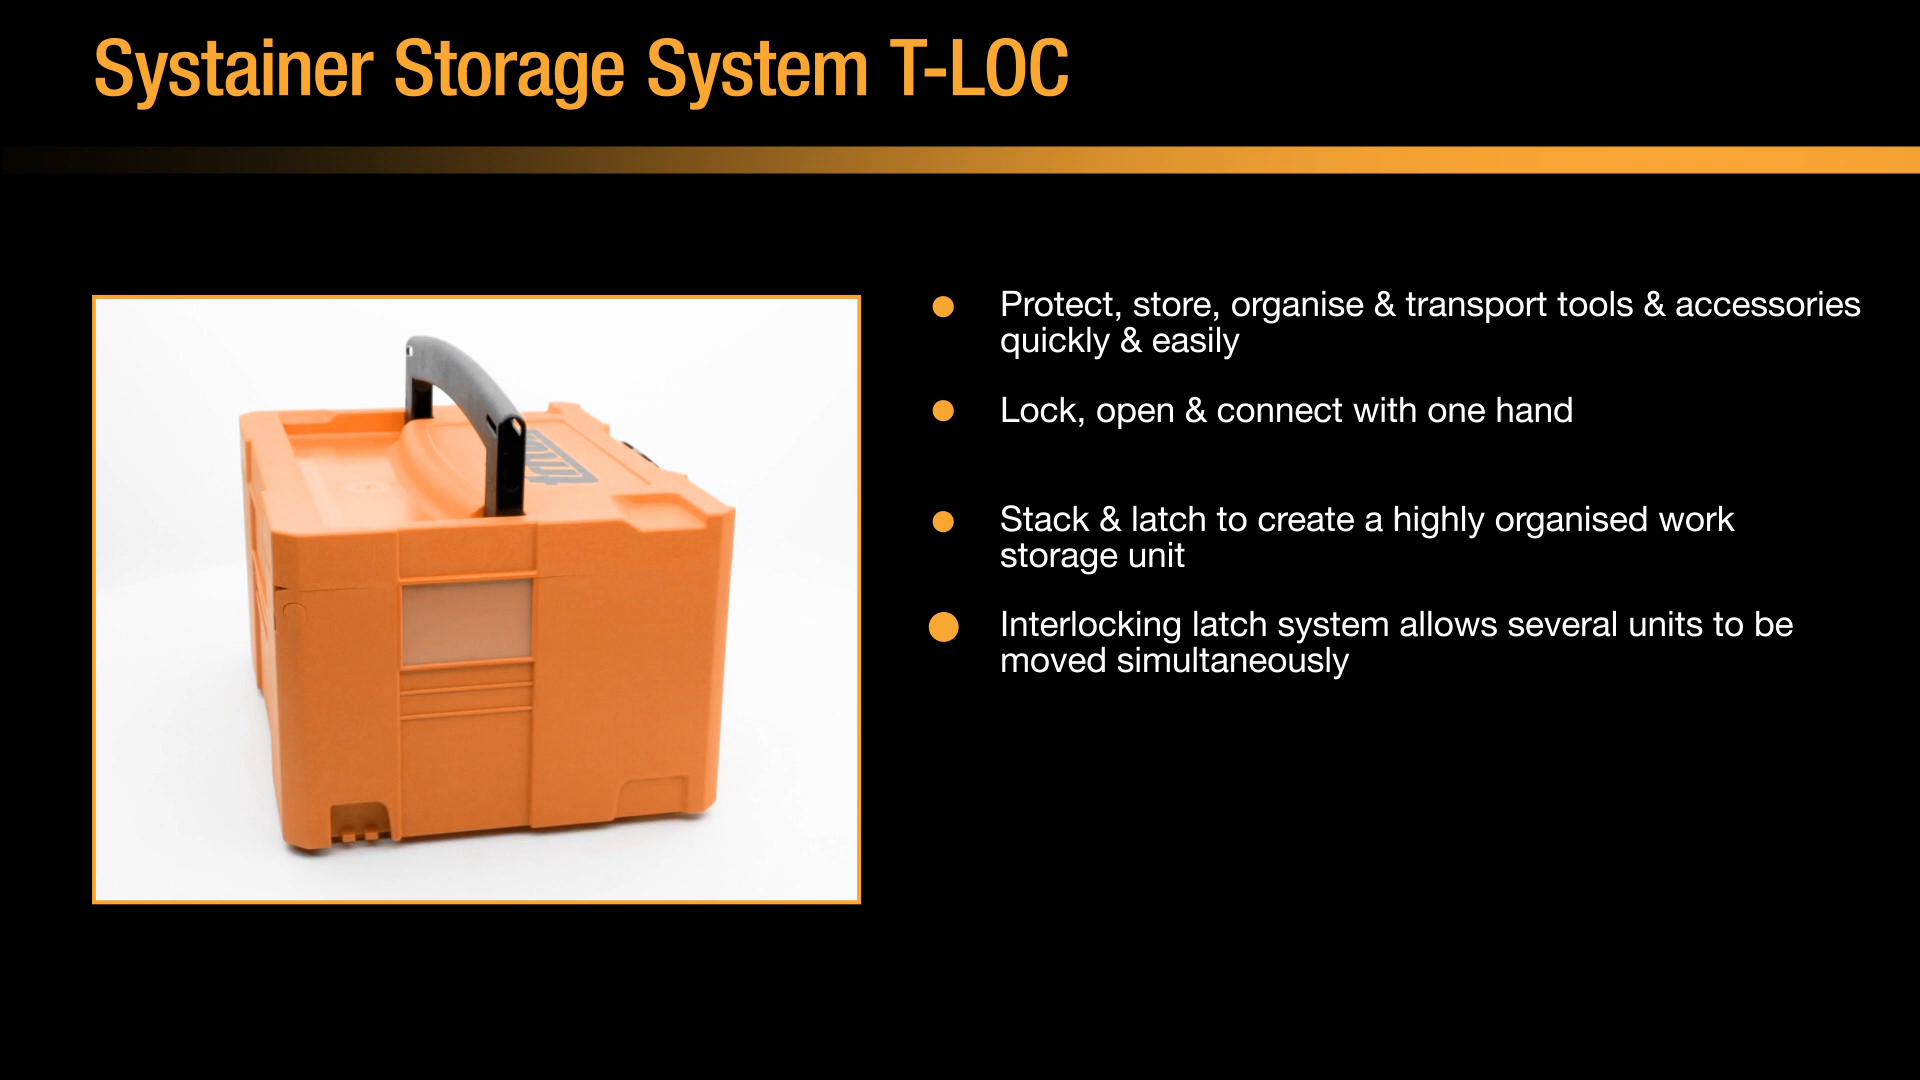 Systainer Storage System T-LOC
Protect, store, organise & transport tools & accessories
quickly & easily
Lock, open & connect with one hand
Stack & latch to create a highly organised work
storage unit
Interlocking latch system allows several units to be
moved simultaneously